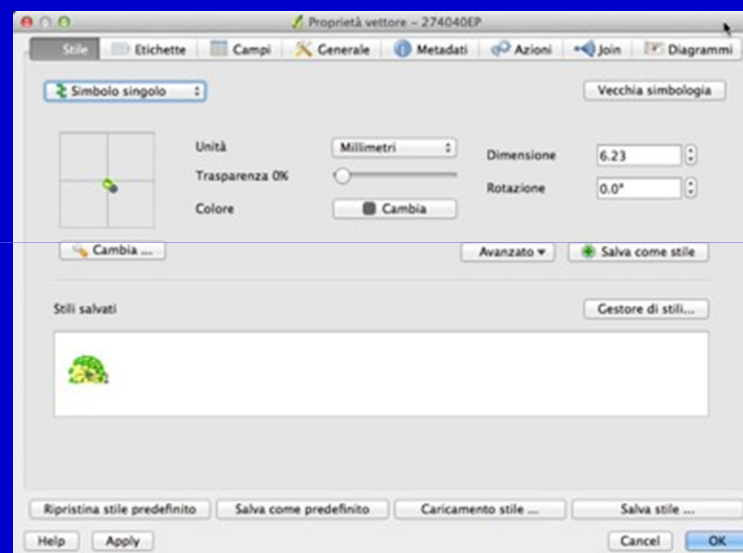 Proprietà vettore - 274040EP
Stile Etichette Campi Generale Metadati Azioni Join Diagrammi
Simbolo singolo Vecchia simbologia
Unità Millimetri Dimensione 6.23
Trasparenza 0% Rotazione 0.0°
Colore Cambia
Cambia ... Avanzato Salva come stile
Stili salvati Gestore di stili...
Ripristina stile predefinito Salva come predefinito Caricamento stile ... Salva stile ...
Help Apply Cancel OK